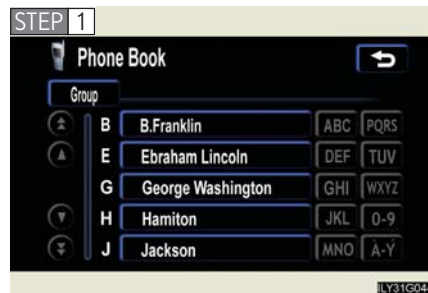 STEP 1
Phone Book
Group
B B.Franklin ABC PQRS
E Ebraham Lincoln DEF TUV
G George Washington GHI WXYZ
H Hamiton JKL 0-9
J Jackson MNO À-Ý
ILY31G04